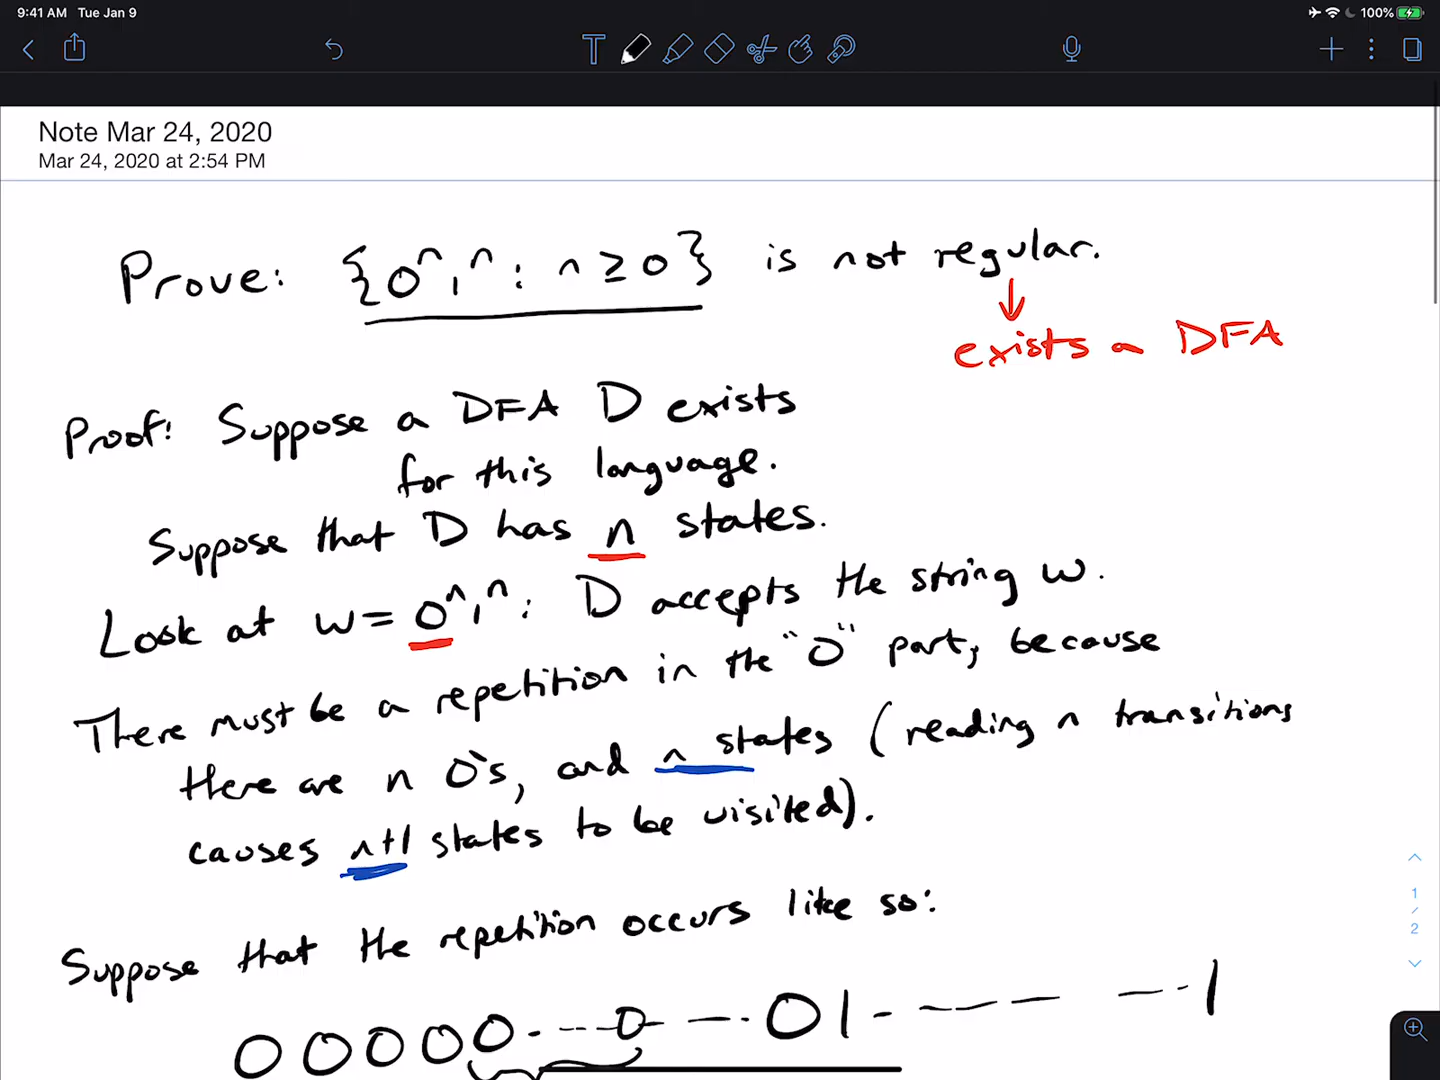 9:41 AM Tue Jan 9
100%
Note Mar 24, 2020
Mar 24, 2020 at 2:54 PM
Prove: {0ⁿ1ⁿ: n ≥ 0} is not regular.
exists a DFA
Proof: Suppose a DFA D exists
for this language.
Suppose that D has n states.
Look at w = 0ⁿ1ⁿ: D accepts the string w.
There must be a repetition in the "0" part, because
there are n 0's, and n states (reading n transitions
causes n+1 states to be visited).
Suppose that the repetition occurs like so:
00000. ---0- --. 01. - --- -- -- -. 1
1
/
2